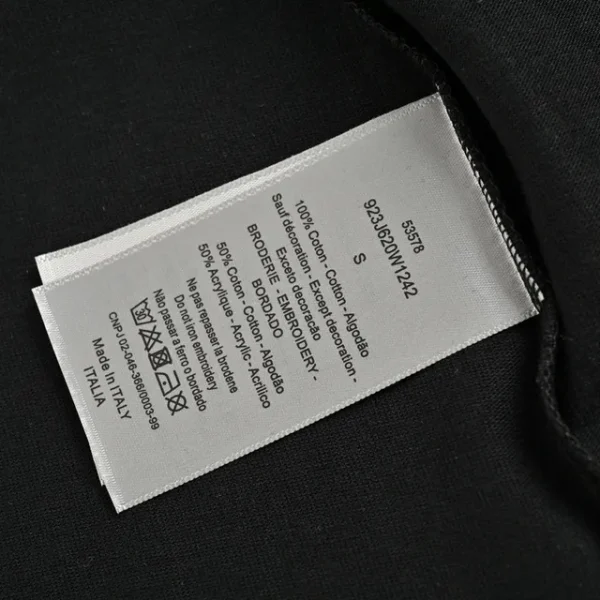 53578
923J620W1242
S
100% Coton - Cotton - Algodão
Sauf décoration - Except decoration -
Exceto decoração
BRODERIE - EMBROIDERY -
BORDADO
50% Coton - Cotton - Algodão
50% Acrylique - Acrylic - Acrílico
Ne pas repasser la broderie
Do not iron embroidery
Não passar a ferro o bordado
30
CNPJ 02-046-366/0003-99
Made In ITALY
ITALIA